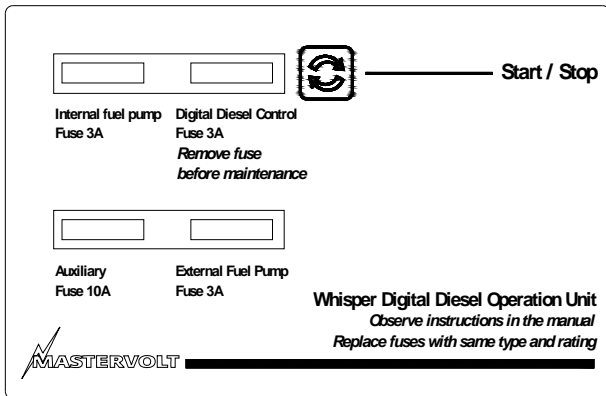 Start / Stop
Internal fuel pump
Fuse 3A
Digital Diesel Control
Fuse 3A
Remove fuse
before maintenance
Auxiliary
Fuse 10A
External Fuel Pump
Fuse 3A
Whisper Digital Diesel Operation Unit
Observe instructions in the manual
Replace fuses with same type and rating
MASTERVOLT